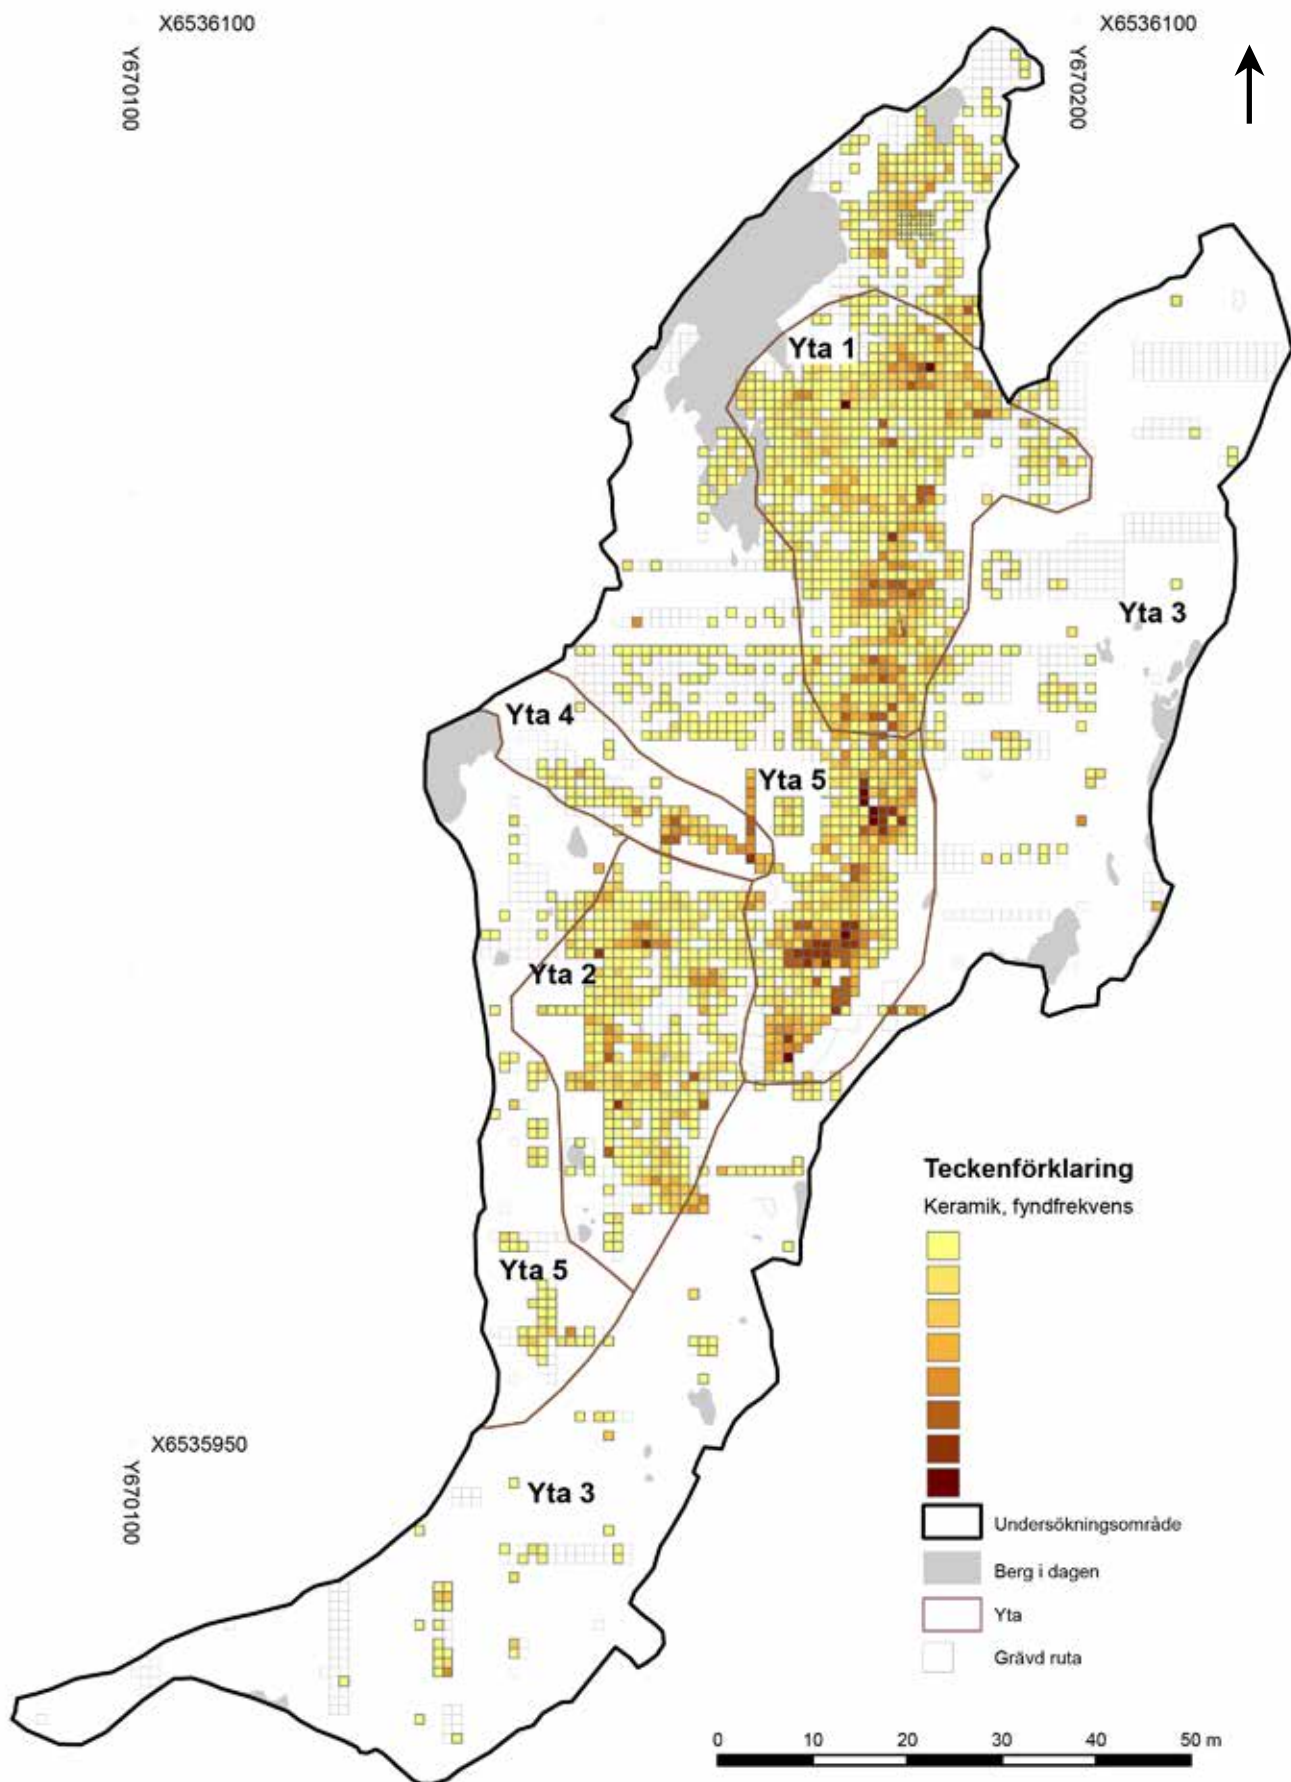 X6536100
X6536100
Y670100
Y670200
Yta 1
Yta 3
Yta 4
Yta 5
Yta 2
Yta 5
X6535950
Y670100
Yta 3
Teckenförklaring
Keramik, fyndfrekvens
Undersökningsområde
Berg i dagen
Yta
Grävd ruta
0 10 20 30 40 50 m